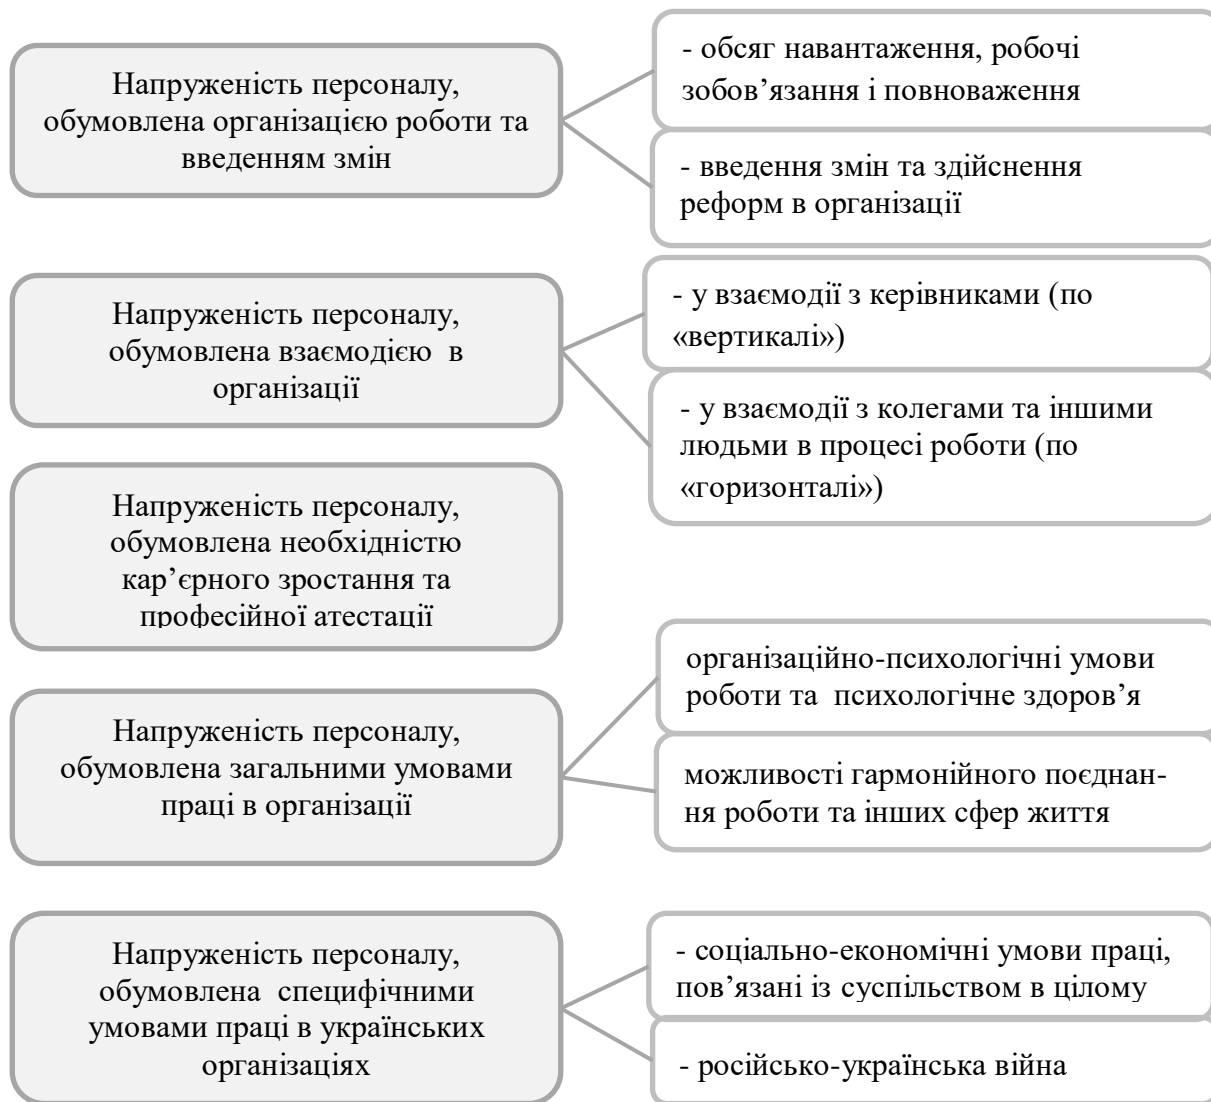 Напруженість персоналу,
обумовлена організацією роботи та
введенням змін
- обсяг навантаження, робочі
зобов’язання і повноваження
- введення змін та здійснення
реформ в організації
Напруженість персоналу,
обумовлена взаємодією в
організації
- у взаємодії з керівниками (по
«вертикалі»)
- у взаємодії з колегами та іншими
людьми в процесі роботи (по
«горизонталі»)
Напруженість персоналу,
обумовлена необхідністю
кар’єрного зростання та
професійної атестації
Напруженість персоналу,
обумовлена загальними умовами
праці в організації
організаційно-психологічні умови
роботи та психологічне здоров’я
можливості гармонійного поєднан-
ня роботи та інших сфер життя
Напруженість персоналу,
обумовлена специфічними
умовами праці в українських
організаціях
- соціально-економічні умови праці,
пов’язані із суспільством в цілому
- російсько-українська війна